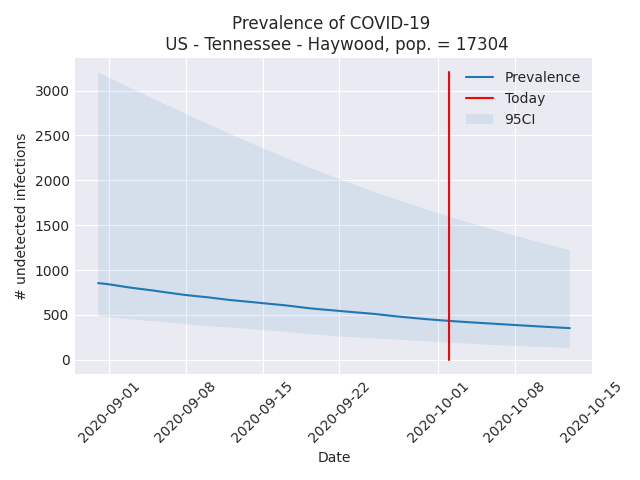 Prevalence of COVID-19
US - Tennessee - Haywood, pop. = 17304
Prevalence
Today
95CI
# undetected infections
3000
2500
2000
1500
1000
500
0
2020-09-01
2020-09-08
2020-09-15
2020-09-22
2020-10-01
2020-10-08
2020-10-15
Date